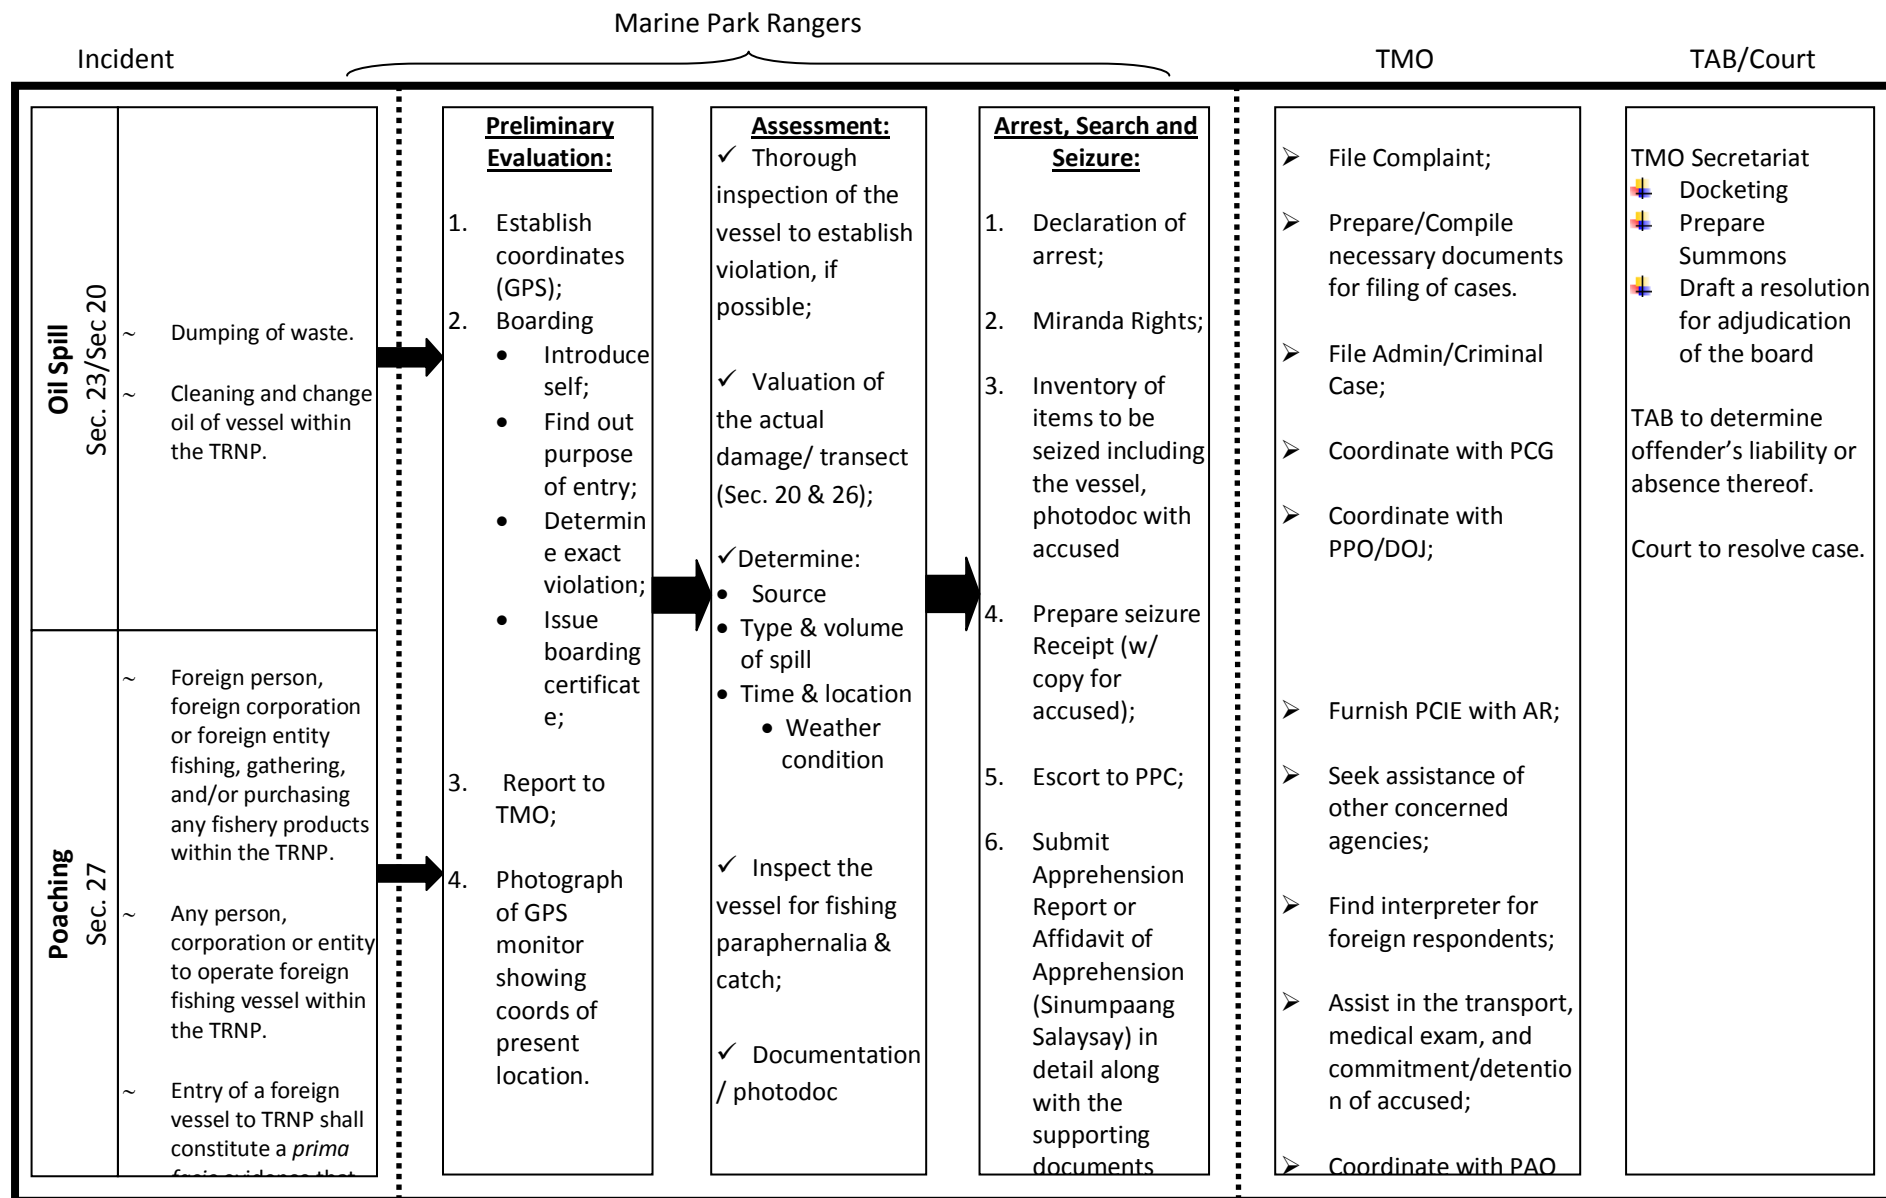 Marine Park Rangers
Incident
TMO
TAB/Court
Oil Spill
Sec. 23/Sec 20
~ Dumping of waste.
~ Cleaning and change
oil of vessel within
the TRNP.
Poaching
Sec. 27
~ Foreign person,
foreign corporation
or foreign entity
fishing, gathering,
and/or purchasing
any fishery products
within the TRNP.
~ Any person,
corporation or entity
to operate foreign
fishing vessel within
the TRNP.
~ Entry of a foreign
vessel to TRNP shall
constitute a prima
Preliminary
Evaluation:
1. Establish
coordinates
(GPS);
2. Boarding
• Introduce
self;
• Find out
purpose
of entry;
• Determin
e exact
violation;
• Issue
boarding
certificat
e;
3. Report to
TMO;
4. Photograph
of GPS
monitor
showing
coords of
present
location.
Assessment:
✓ Thorough
inspection of the
vessel to establish
violation, if
possible;
✓ Valuation of
the actual
damage/ transect
(Sec. 20 & 26);
✓Determine:
• Source
• Type & volume
of spill
• Time & location
• Weather
condition
✓ Inspect the
vessel for fishing
paraphernalia &
catch;
✓ Documentation
/ photodoc
Arrest, Search and
Seizure:
1. Declaration of
arrest;
2. Miranda Rights;
3. Inventory of
items to be
seized including
the vessel,
photodoc with
accused
4. Prepare seizure
Receipt (w/
copy for
accused);
5. Escort to PPC;
6. Submit
Apprehension
Report or
Affidavit of
Apprehension
(Sinumpaang
Salaysay) in
detail along
with the
supporting
documents
➢ File Complaint;
➢ Prepare/Compile
necessary documents
for filing of cases.
➢ File Admin/Criminal
Case;
➢ Coordinate with PCG
➢ Coordinate with
PPO/DOJ;
➢ Furnish PCIE with AR;
➢ Seek assistance of
other concerned
agencies;
➢ Find interpreter for
foreign respondents;
➢ Assist in the transport,
medical exam, and
commitment/detentio
n of accused;
➢ Coordinate with PAO
TMO Secretariat
Docketing
Prepare
Summons
Draft a resolution
for adjudication
of the board
TAB to determine
offender's liability or
absence thereof.
Court to resolve case.